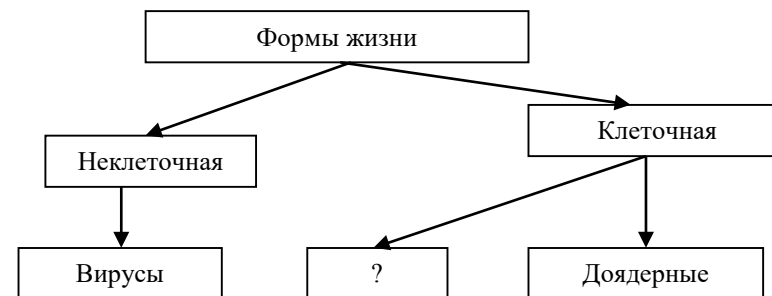 Формы жизни
Клеточная
Неклеточная
Вирусы
?
Доядерные